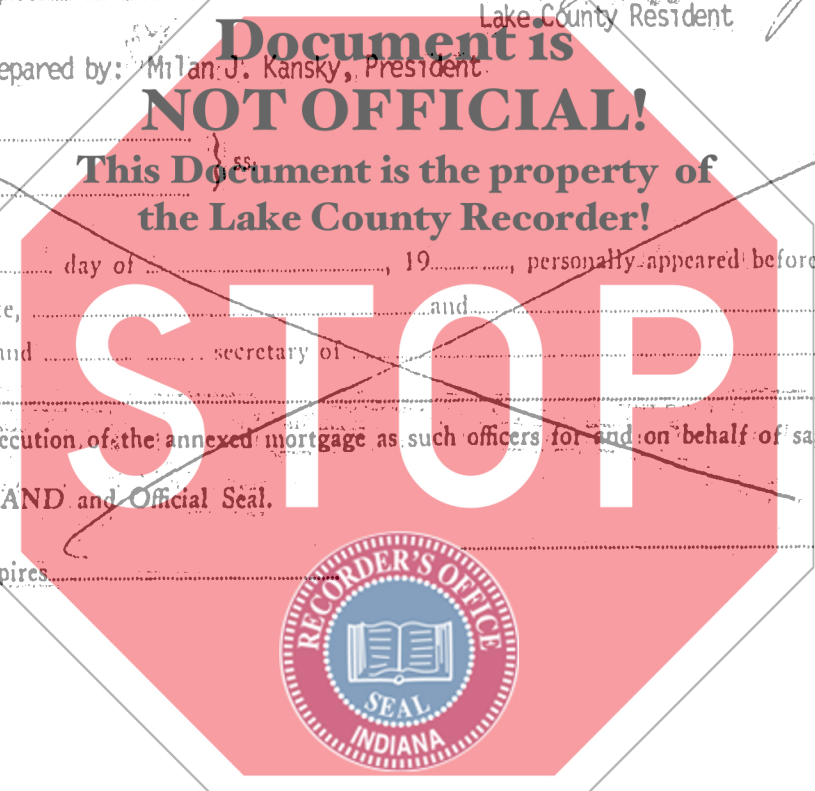 Lake County Resident
Document is
epared by: Milan J. Kansky, President
NOT OFFICIAL!
} ss.
This Document is the property of
the Lake County Recorder!
day of ........, 19........, personally appeared before
e, ........ and ........
and ........ secretary of ........
STOP
ecution of the annexed mortgage as such officers for and on behalf of sa
AND and Official Seal.
pires ........
RECORDER'S OFFICE
SEAL
INDIANA